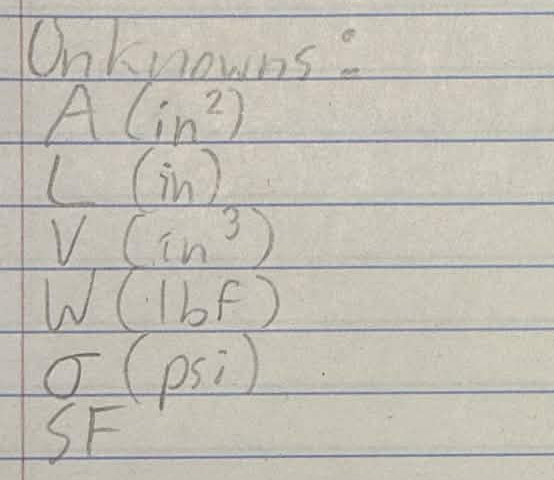 Unknowns:
A (in²)
L (in)
V (in³)
W (lbf)
σ (psi)
SF